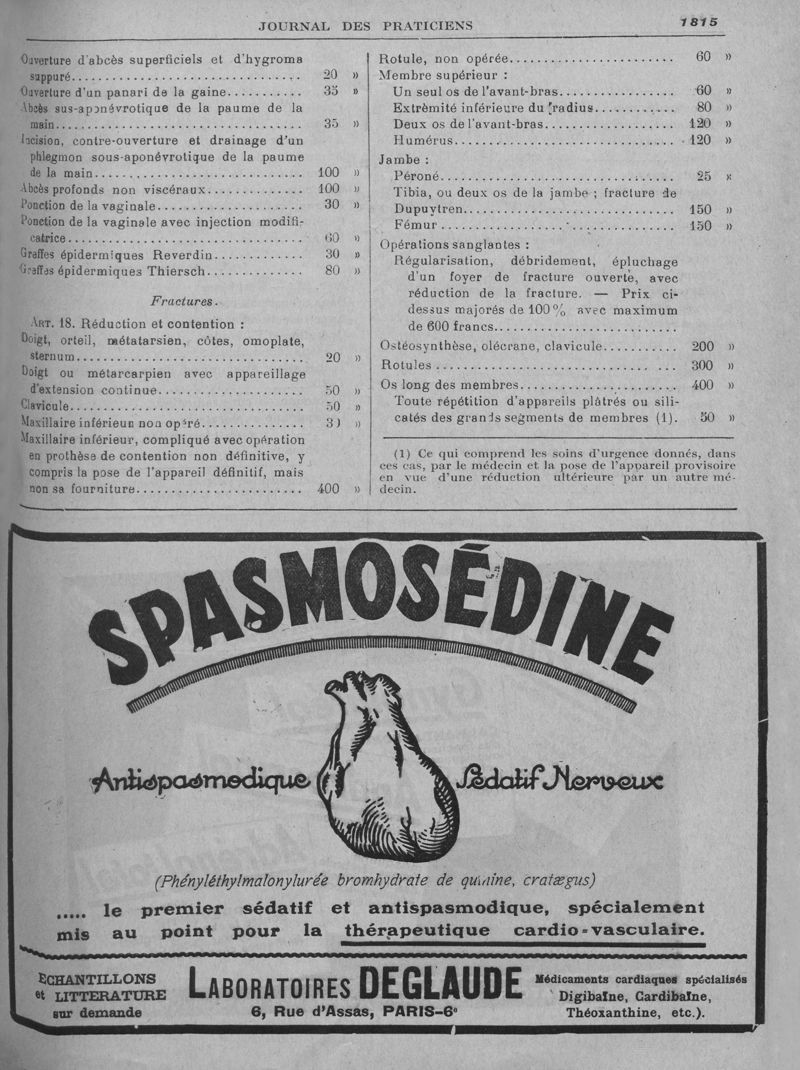 JOURNAL DES PRATICIENS
1815
Ouverture d'abcès superficiels et d'hygroma
suppuré................................ 20 »
Ouverture d'un panari de la gaine........... 35 »
Abcès sus-aponévrotique de la paume de la
main................................... 35 »
Incision, contre-ouverture et drainage d'un
phlegmon sous-aponévrotique de la paume
de la main............................. 100 »
Abcès profonds non viscéraux.............. 100 »
Ponction de la vaginale.................... 30 »
Ponction de la vaginale avec injection modifi-
catrice.................................. 60 »
Greffes épidermiques Reverdin............. 30 »
Greffes épidermiques Thiersch.............. 80 »
Fractures.
ART. 18. Réduction et contention :
Doigt, orteil, métatarsien, côtes, omoplate,
sternum................................. 20 »
Doigt ou métacarpien avec appareillage
d'extension continue..................... 50 »
Clavicule.................................. 50 »
Maxillaire inférieur non opéré............... 30 »
Maxillaire inférieur, compliqué avec opération
en prothèse de contention non définitive, y
compris la pose de l'appareil définitif, mais
non sa fourniture........................ 400 »
Rotule, non opérée........................ 60 »
Membre supérieur :
Un seul os de l'avant-bras................. 60 »
Extrèmité inférieure du radius............ 80 »
Deux os de l'avant-bras................... 120 »
Humérus................................ 120 »
Jambe :
Péroné.................................. 25 »
Tibia, ou deux os de la jambe ; fracture de
Dupuytren............................... 150 »
Fémur .................................. 150 »
Opérations sanglantes :
Régularisation, débridement, épluchage
d'un foyer de fracture ouverte, avec
réduction de la fracture. — Prix ci-
dessus majorés de 100 % avec maximum
de 600 francs..........................
Ostéosynthèse, olécrane, clavicule........... 200 »
Rotules ................................... 300 »
Os long des membres....................... 400 »
Toute répétition d'appareils plâtrés ou sili-
catés des grands segments de membres (1). 50 »
(1) Ce qui comprend les soins d'urgence donnés, dans
ces cas, par le médecin et la pose de l'appareil provisoire
en vue d'une réduction ultérieure par un autre mé-
decin.
SPASMOSÉDINE
Antispasmodique Sédatif Nerveux
(Phényléthylmalonylurée bromhydrate de quinine, cratægus)
..... le premier sédatif et antispasmodique, spécialement
mis au point pour la thérapeutique cardio-vasculaire.
ECHANTILLONS
et LITTERATURE
sur demande
LABORATOIRES DEGLAUDE
6, Rue d'Assas, PARIS-6e
Médicaments cardiaques spécialisés
Digibaïne, Cardibaïne,
Théoxanthine, etc.).